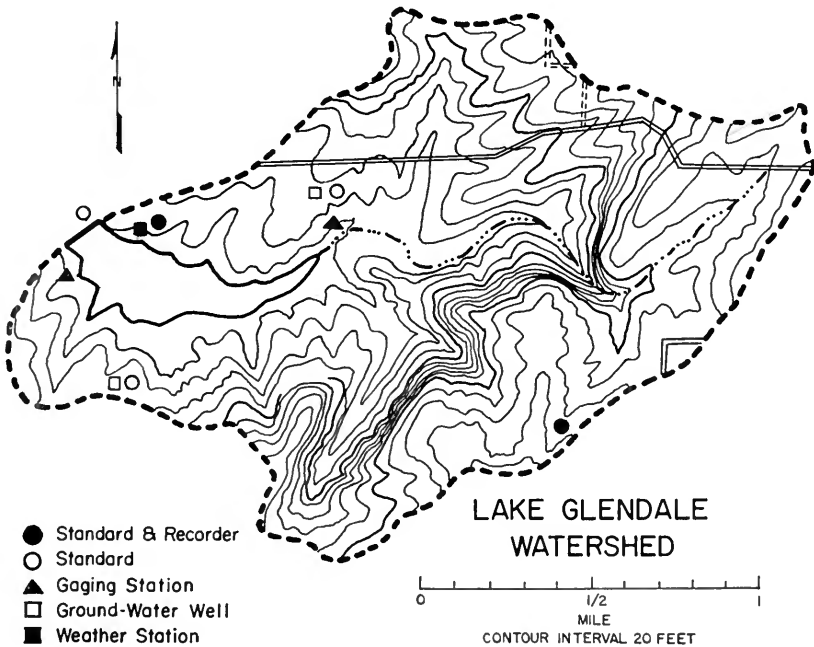 N
Standard & Recorder
Standard
Gaging Station
Ground-Water Well
Weather Station
LAKE GLENDALE
WATERSHED
0 1/2 1
MILE
CONTOUR INTERVAL 20 FEET